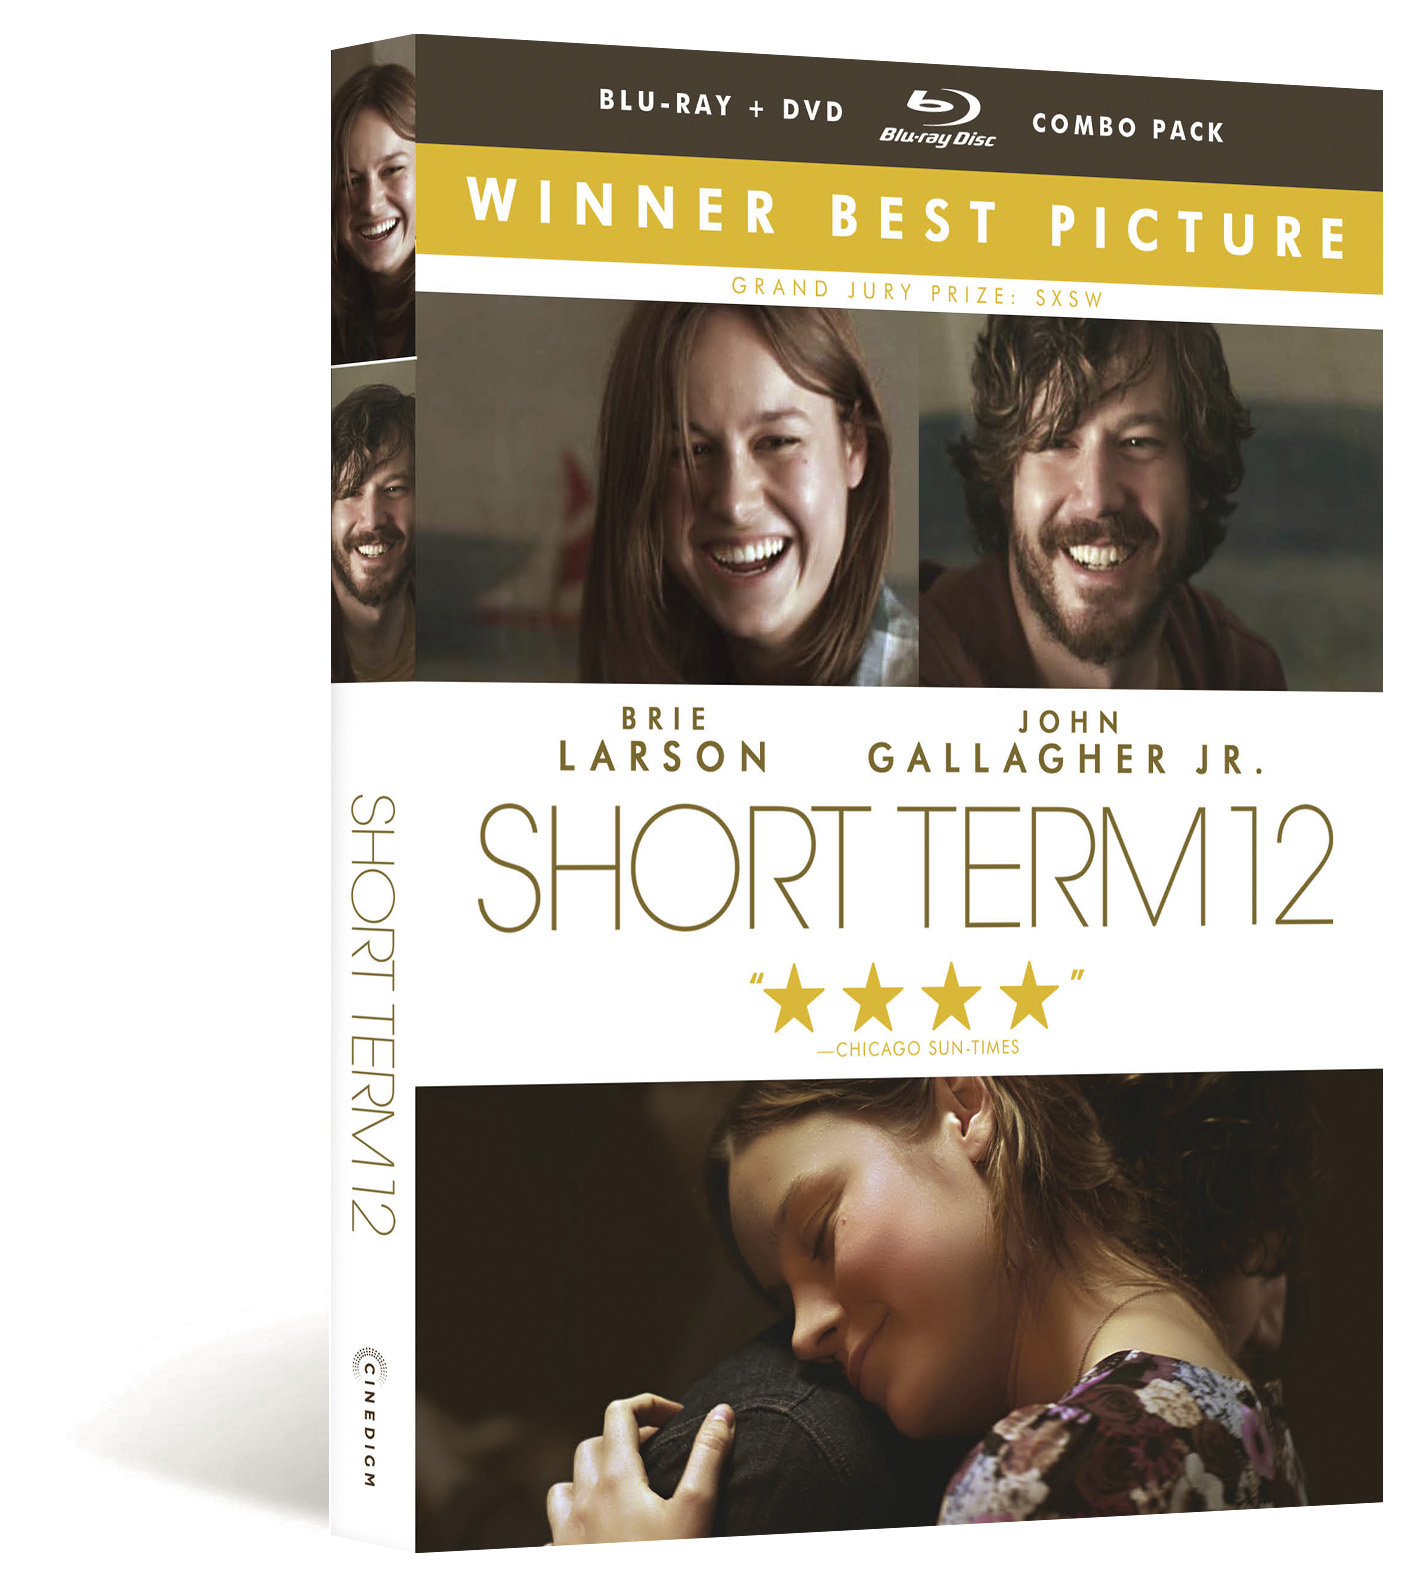 BLU-RAY + DVD Blu-ray Disc COMBO PACK
WINNER BEST PICTURE
GRAND JURY PRIZE: SXSW
BRIE LARSON
JOHN GALLAGHER JR.
SHORT TERM 12
"★★★★"
—CHICAGO SUN-TIMES
SHORT TERM 12
CINEDIGM